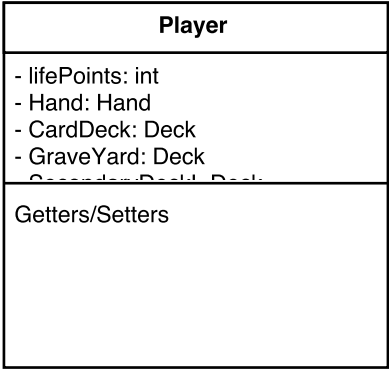 Player
- lifePoints: int
- Hand: Hand
- CardDeck: Deck
- GraveYard: Deck
Getters/Setters